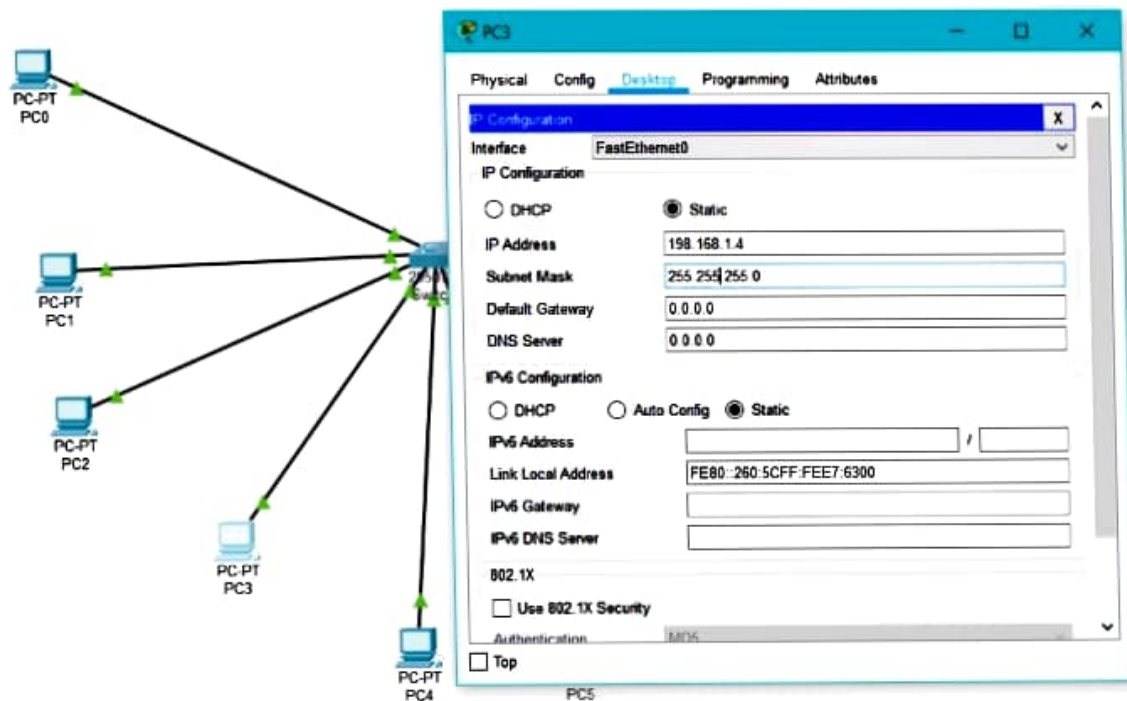 PC3
Physical Config Desktop Programming Attributes
IP Configuration X
Interface FastEthernet0
IP Configuration
DHCP Static
IP Address 198.168.1.4
Subnet Mask 255.255.255.0
Default Gateway 0.0.0.0
DNS Server 0.0.0.0
IPv6 Configuration
DHCP Auto Config Static
IPv6 Address /
Link Local Address FE80::260:5CFF:FEE7:6300
IPv6 Gateway
IPv6 DNS Server
802.1X
Use 802.1X Security
Authentication MD5
Top
PC-PT
PC0
PC-PT
PC1
PC-PT
PC2
PC-PT
PC3
PC-PT
PC4
PC5